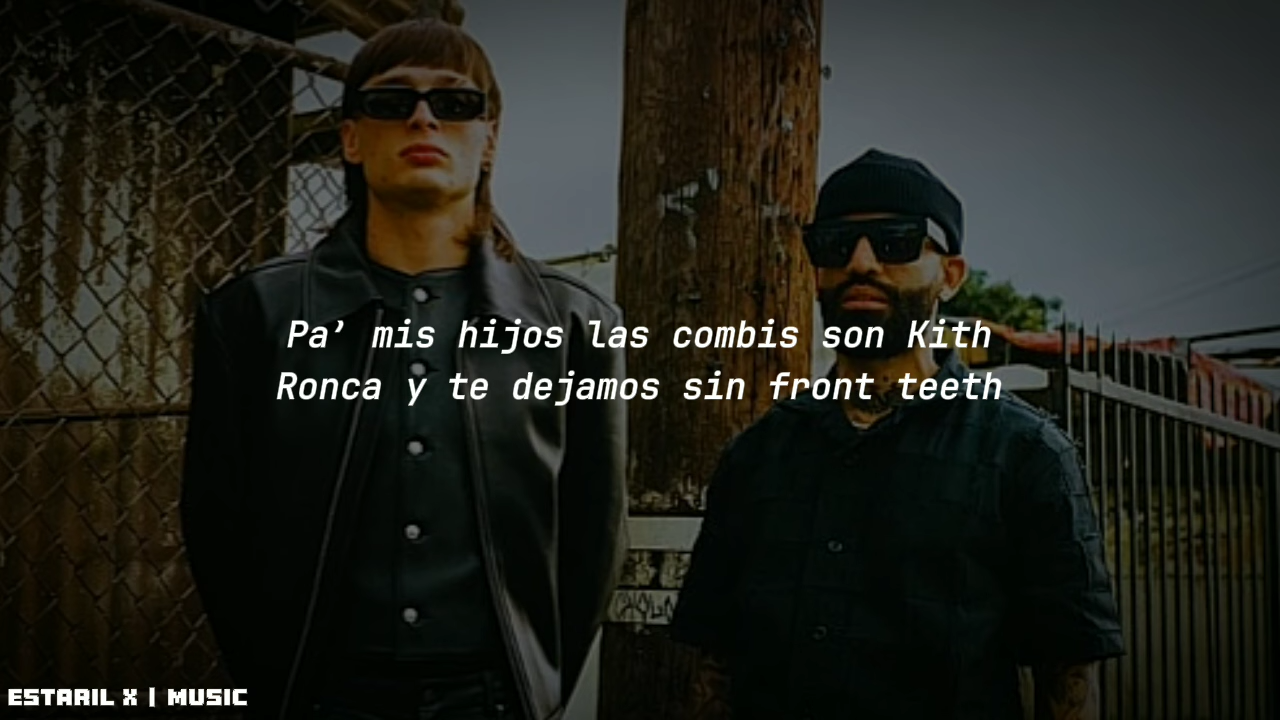 Pa’ mis hijos las combis son Kith
Ronca y te dejamos sin front teeth
ESTARIL X | MUSIC